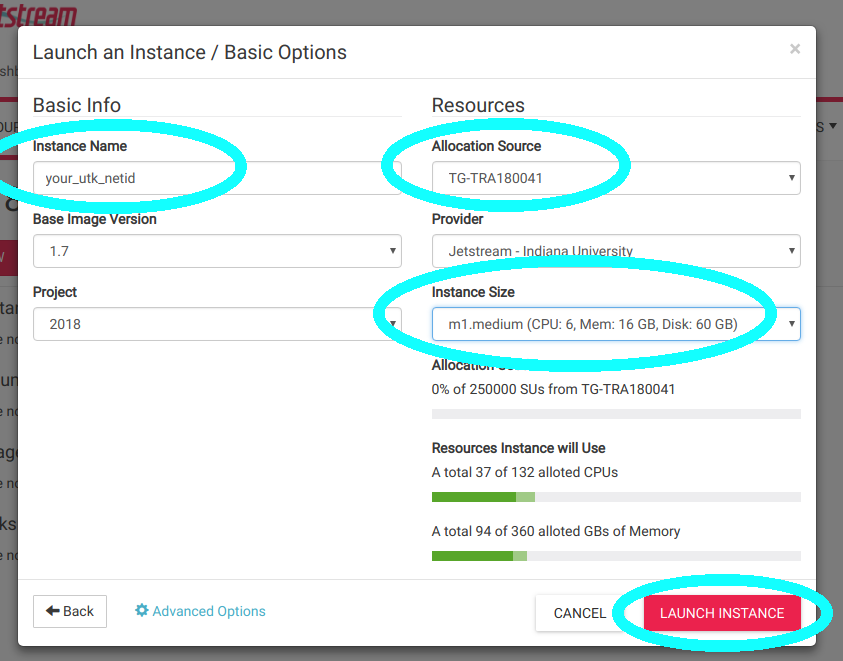 tstream
Launch an Instance / Basic Options
×
Basic Info
Instance Name
your_utk_netid
Base Image Version
1.7
Project
2018
Resources
Allocation Source
TG-TRA180041
Provider
Jetstream - Indiana University
Instance Size
m1.medium (CPU: 6, Mem: 16 GB, Disk: 60 GB)
Allocation
0% of 250000 SUs from TG-TRA180041
Resources Instance will Use
A total 37 of 132 alloted CPUs
A total 94 of 360 alloted GBs of Memory
Back
Advanced Options
CANCEL
LAUNCH INSTANCE